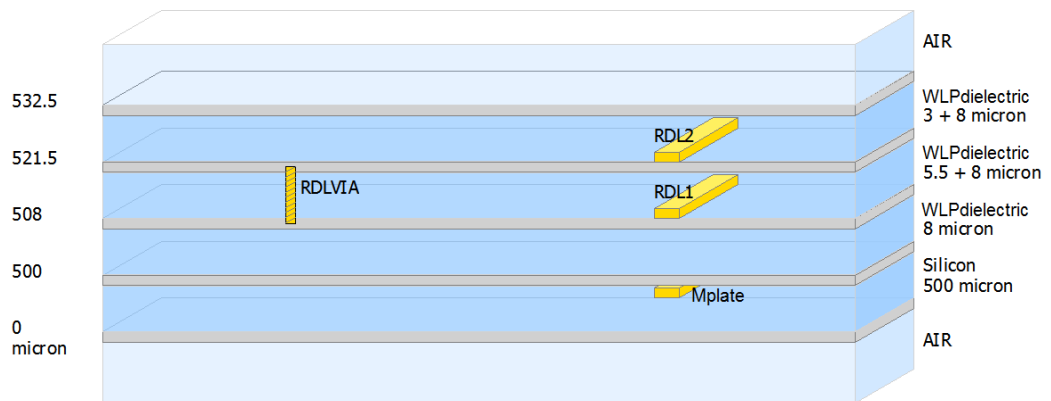 AIR
532.5
WLPdielectric
3 + 8 micron
RDL2
521.5
WLPdielectric
5.5 + 8 micron
RDLVIA
RDL1
508
WLPdielectric
8 micron
500
Silicon
500 micron
Mplate
0
micron
AIR